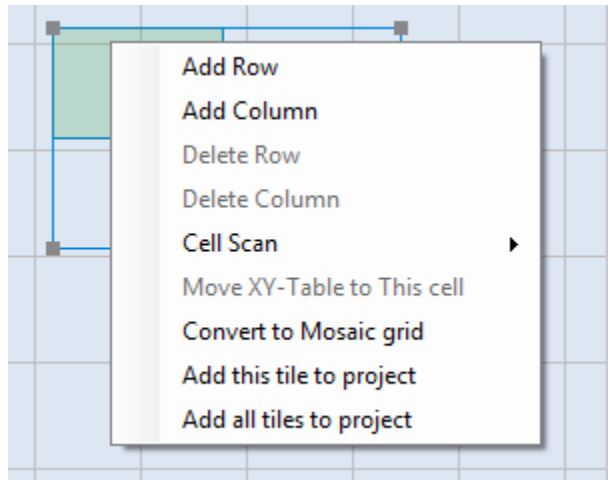 Add Row
Add Column
Delete Row
Delete Column
Cell Scan
Move XY-Table to This cell
Convert to Mosaic grid
Add this tile to project
Add all tiles to project